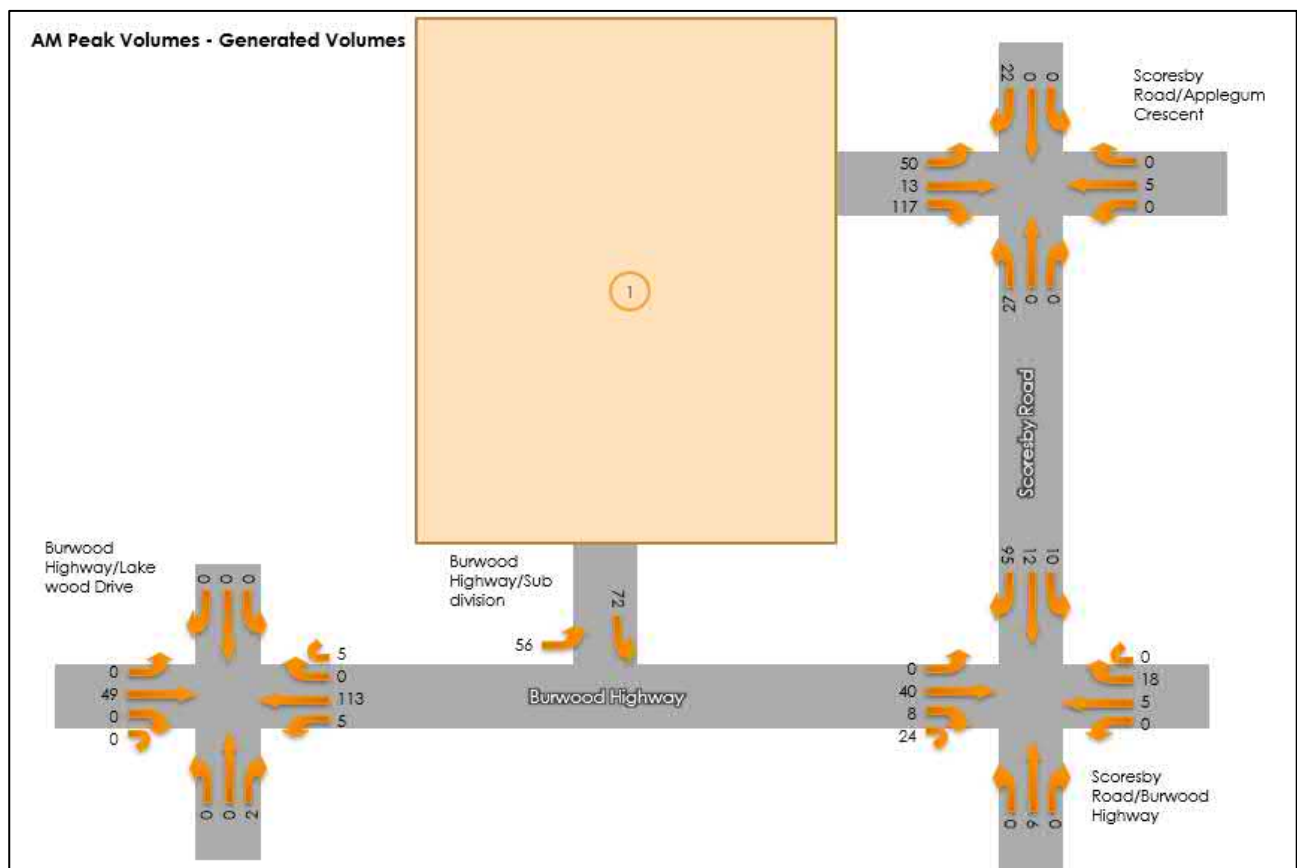 AM Peak Volumes - Generated Volumes
22 0 0
Scoresby
Road/Applegum
Crescent
50
13
117
0
5
0
1
27 0 0
Scoresby Road
Burwood
Highway/Lake
wood Drive
0 0 0
Burwood
Highway/Sub
division
72
56
95 12 10
0
49
0
0
5
0
113
5
Burwood Highway
0
40
8
24
0
18
5
0
0 0 2
0 9 0
Scoresby
Road/Burwood
Highway